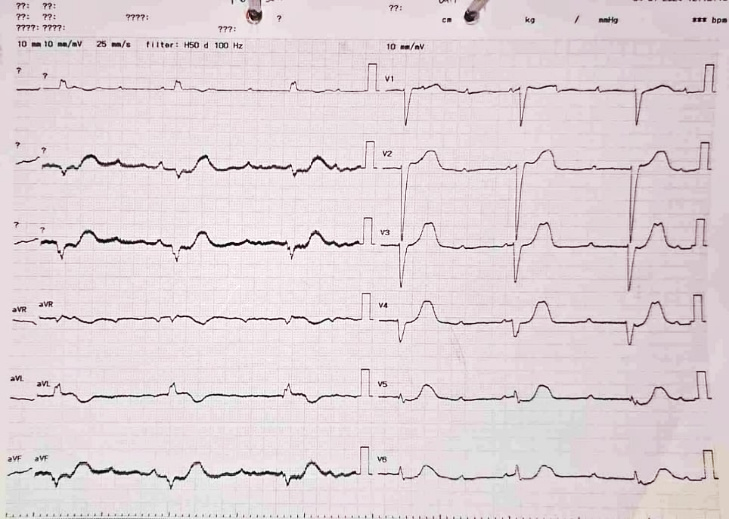 ??: ??:
??: ??: ????: ? ??:
???? : ????: ???: cm kg / mmHg *** bpm
10 mm 10 mm/mV 25 mm/s filter: H50 d 100 Hz 10 mm/mV
? ? V1
? ? V2
? ? V3
aVR aVR V4
aVL aVL V5
aVF aVF V6